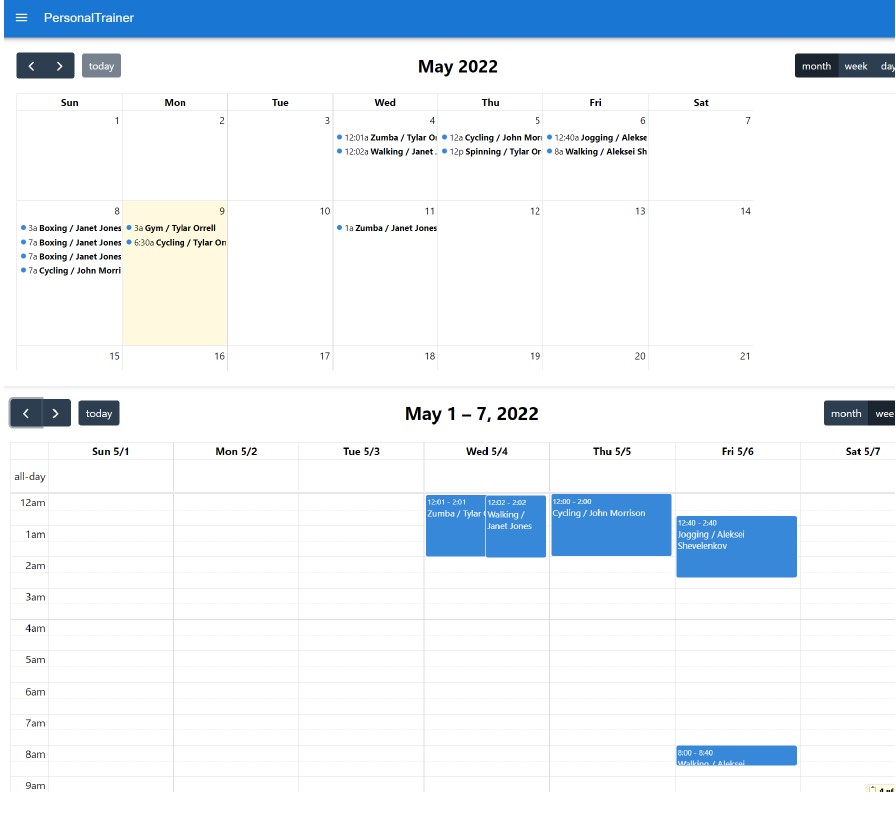 PersonalTrainer
today
May 2022
month week day
Sun Mon Tue Wed Thu Fri Sat
1 2 3 4 5 6 7
12:01a Zumba / Tylar Or 12a Cycling / John Morr 12:40a Jogging / Alekse
12:02a Walking / Janet 12p Spinning / Tylar Or 8a Walking / Aleksei Sh
8 9 10 11 12 13 14
3a Boxing / Janet Jones 3a Gym / Tylar Orrell 1a Zumba / Janet Jones
7a Boxing / Janet Jones 6:30a Cycling / Tylar Orr
7a Boxing / Janet Jones
7a Cycling / John Morri
15 16 17 18 19 20 21
today
May 1 – 7, 2022
month wee
Sun 5/1 Mon 5/2 Tue 5/3 Wed 5/4 Thu 5/5 Fri 5/6 Sat 5/7
all-day
12am
12:01 - 2:01
Zumba / Tylar
12:02 - 2:02
Walking /
Janet Jones
12:00 - 2:00
Cycling / John Morrison
12:40 - 2:40
Jogging / Aleksei
Shevelenkov
1am
2am
3am
4am
5am
6am
7am
8am
8:00 - 8:40
Walking / Aleksei
9am